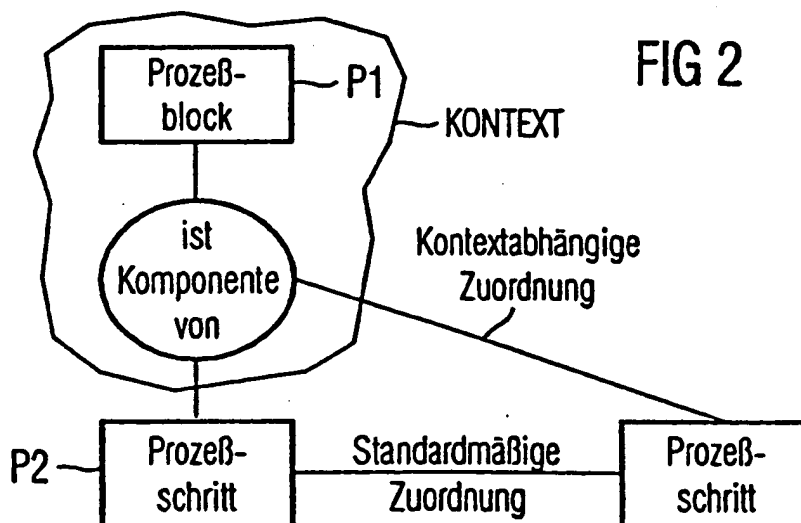 Prozeß-
block
P1
FIG 2
KONTEXT
ist
Komponente
von
Kontextabhängige
Zuordnung
P2
Prozeß-
schritt
Standardmäßige
Zuordnung
Prozeß-
schritt